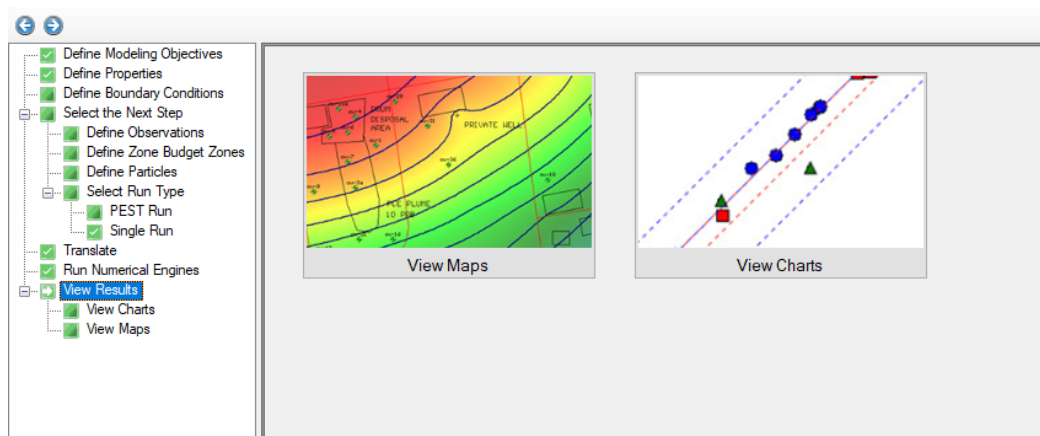 Define Modeling Objectives
Define Properties
Define Boundary Conditions
Select the Next Step
Define Observations
Define Zone Budget Zones
Define Particles
Select Run Type
PEST Run
Single Run
Translate
Run Numerical Engines
View Results
View Charts
View Maps
DRUM
DISPOSAL
AREA
PRIVATE WELL
PCE PLUME
10 PPB
View Maps
View Charts